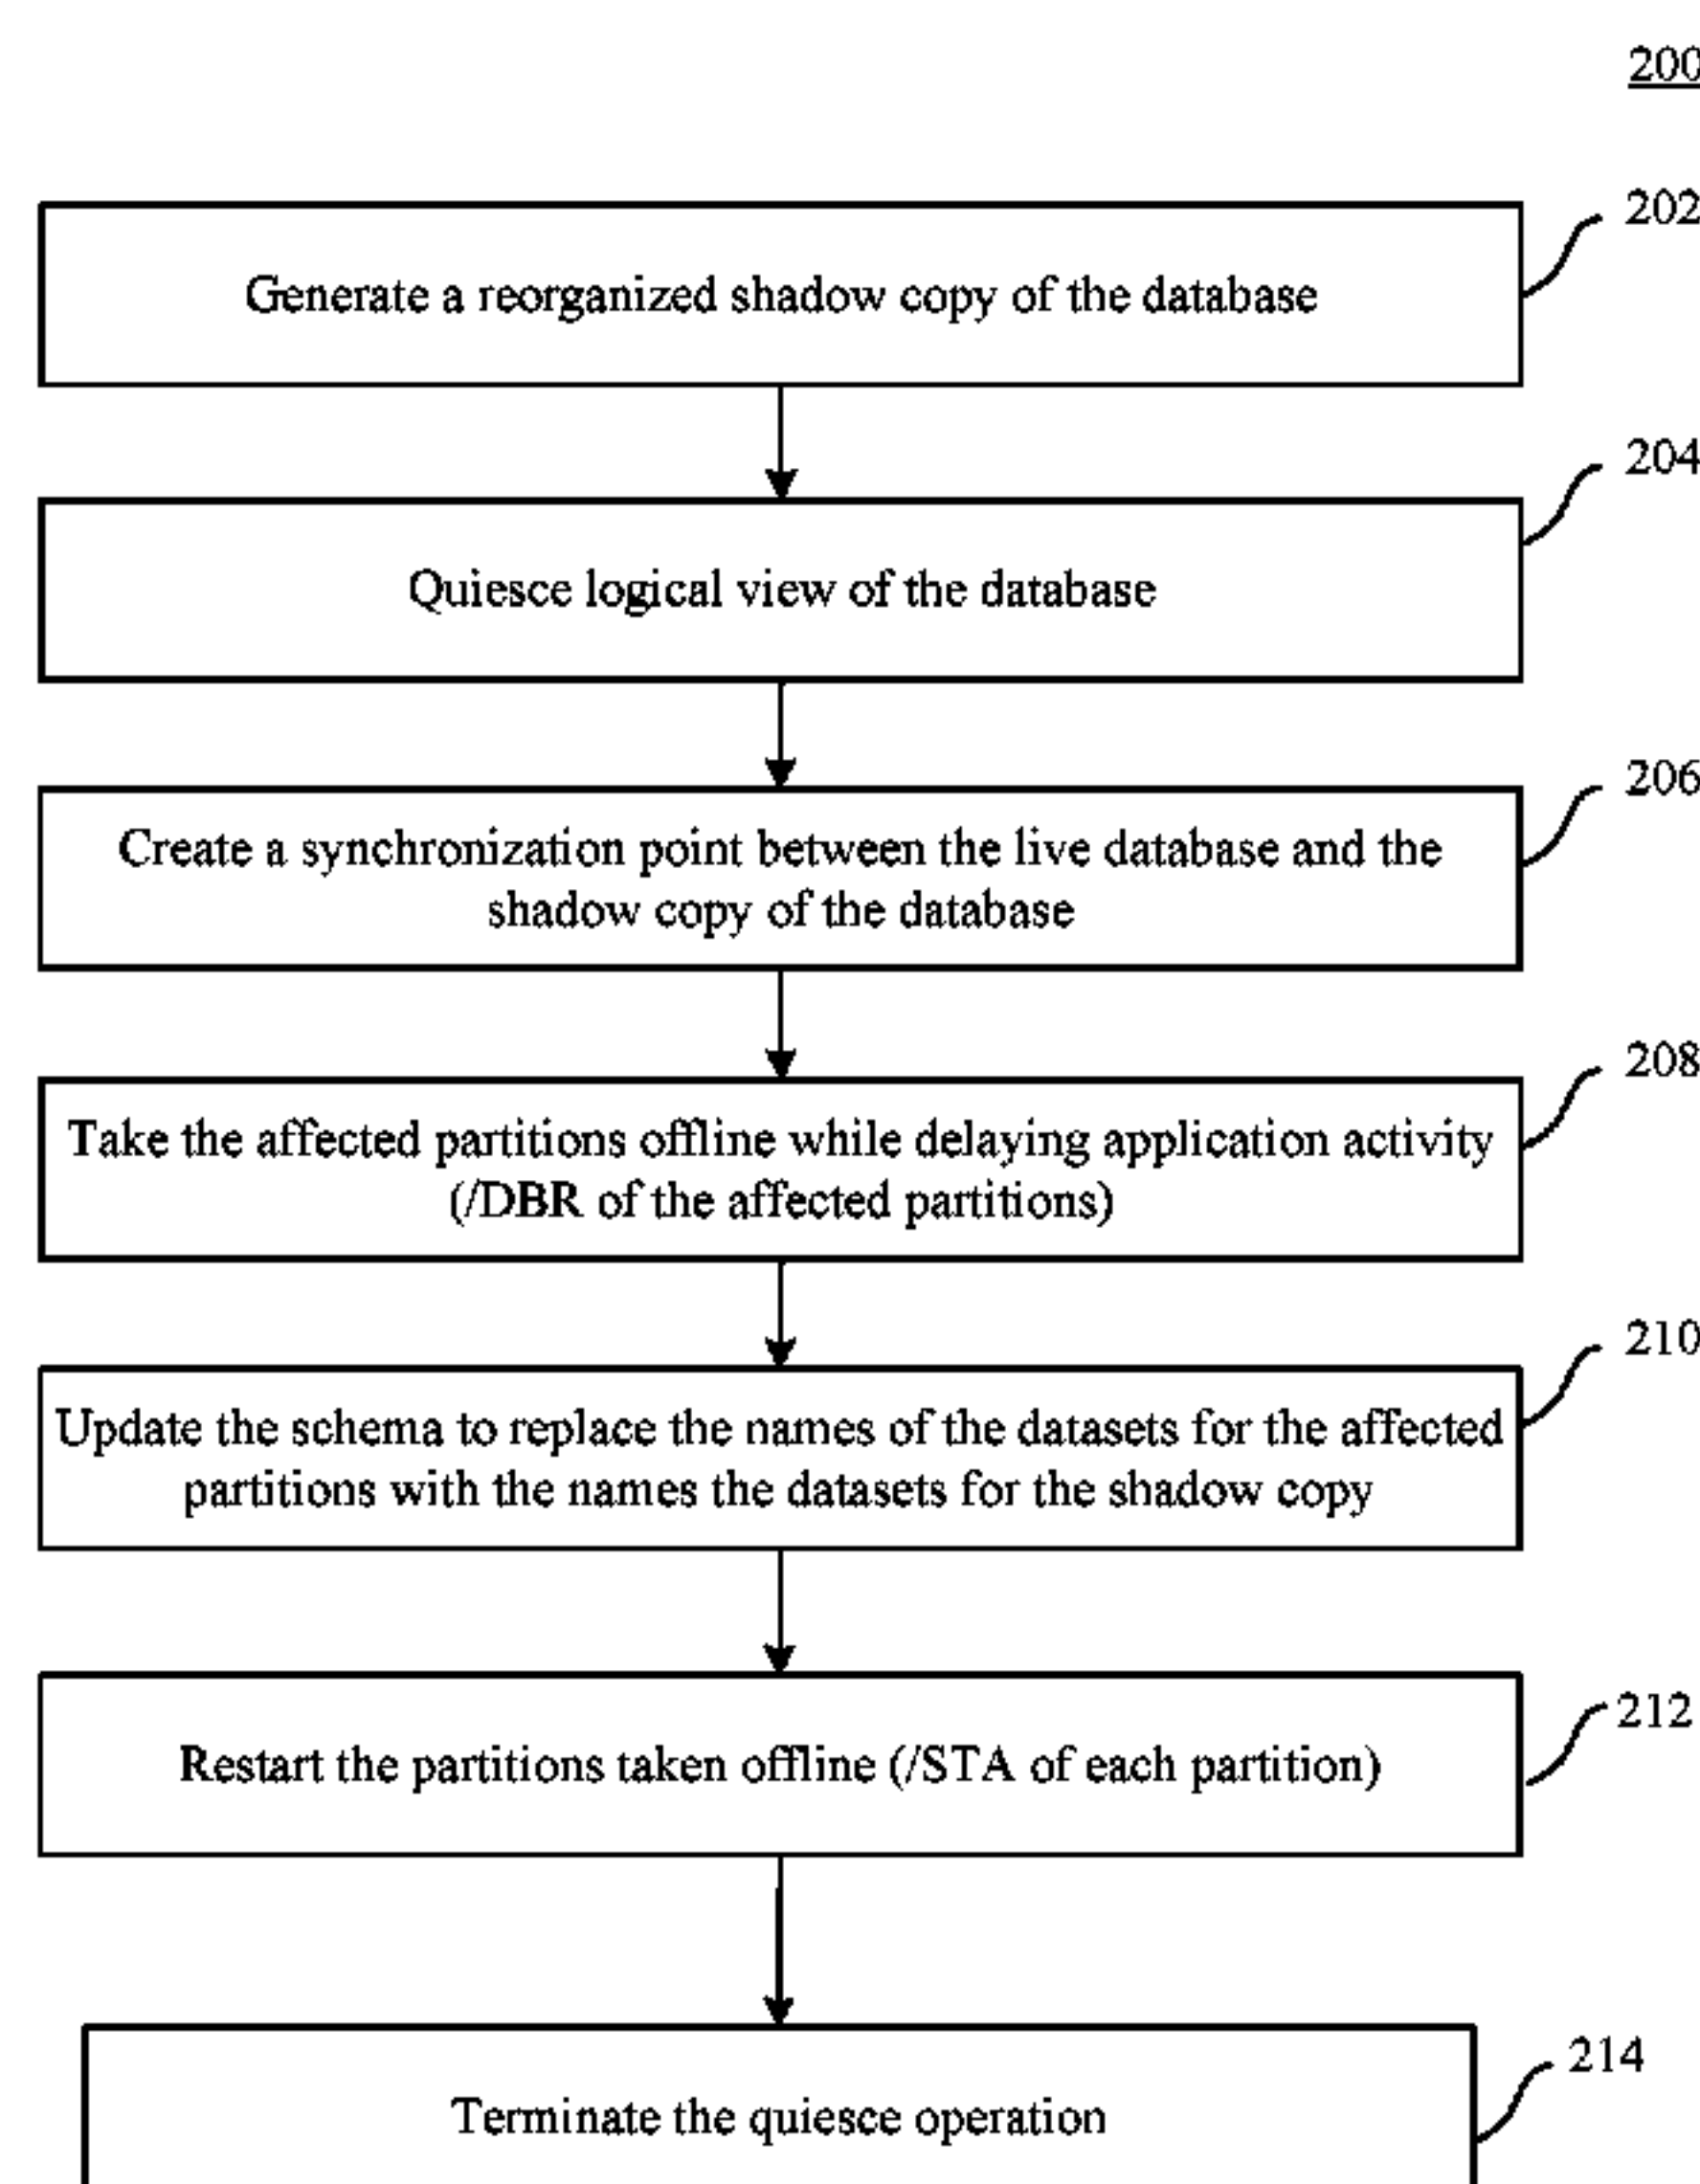 200
202
Generate a reorganized shadow copy of the database
204
Quiesce logical view of the database
206
Create a synchronization point between the live database and the
shadow copy of the database
208
Take the affected partitions offline while delaying application activity
(/DBR of the affected partitions)
210
Update the schema to replace the names of the datasets for the affected
partitions with the names the datasets for the shadow copy
212
Restart the partitions taken offline (/STA of each partition)
214
Terminate the quiesce operation